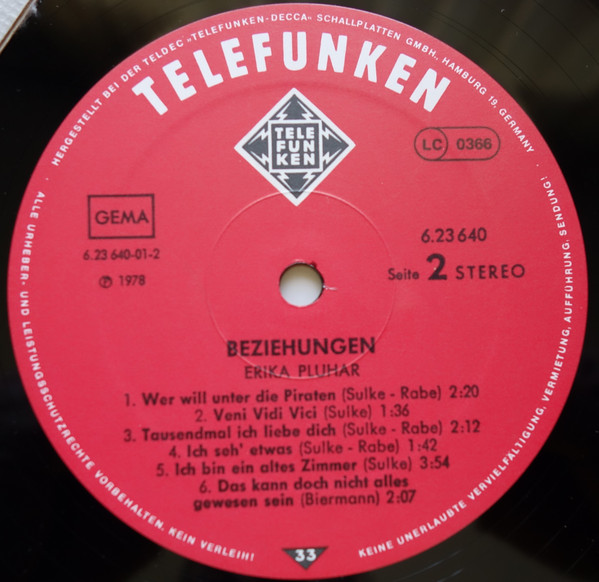 HERGESTELLT BEI DER TELDEC »TELEFUNKEN-DECCA« SCHALLPLATTEN GMBH., HAMBURG 19, GERMANY ·
TELEFUNKEN
TELE
FUN
KEN
LC 0366
GEMA
6.23 640-01-2
℗ 1978
6.23 640
Seite 2 STEREO
BEZIEHUNGEN
ERIKA PLUHAR
1. Wer will unter die Piraten (Sulke - Rabe) 2:20
2. Veni Vidi Vici (Sulke) 1:36
3. Tausendmal ich liebe dich (Sulke - Rabe) 2:12
4. Ich seh' etwas (Sulke - Rabe) 1:42
5. Ich bin ein altes Zimmer (Sulke) 3:54
6. Das kann doch nicht alles
gewesen sein (Biermann) 2:07
33
ALLE URHEBER- UND LEISTUNGSSCHUTZRECHTE VORBEHALTEN. KEIN VERLEIH!
KEINE UNERLAUBTE VERVIELFÄLTIGUNG, VERMIETUNG, AUFFÜHRUNG, SENDUNG! ·